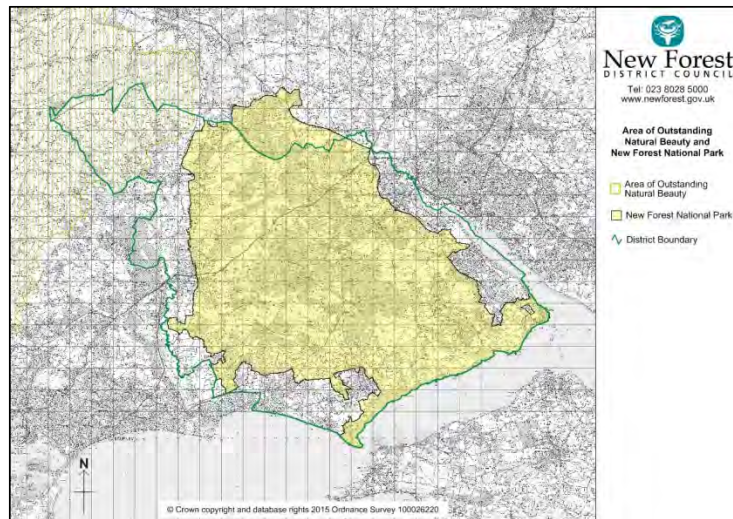 New Forest
DISTRICT COUNCIL
Tel: 023 8028 5000
www.newforest.gov.uk
Area of Outstanding
Natural Beauty and
New Forest National Park
Area of Outstanding
Natural Beauty
New Forest National Park
District Boundary
N
© Crown copyright and database rights 2015 Ordnance Survey 100026220